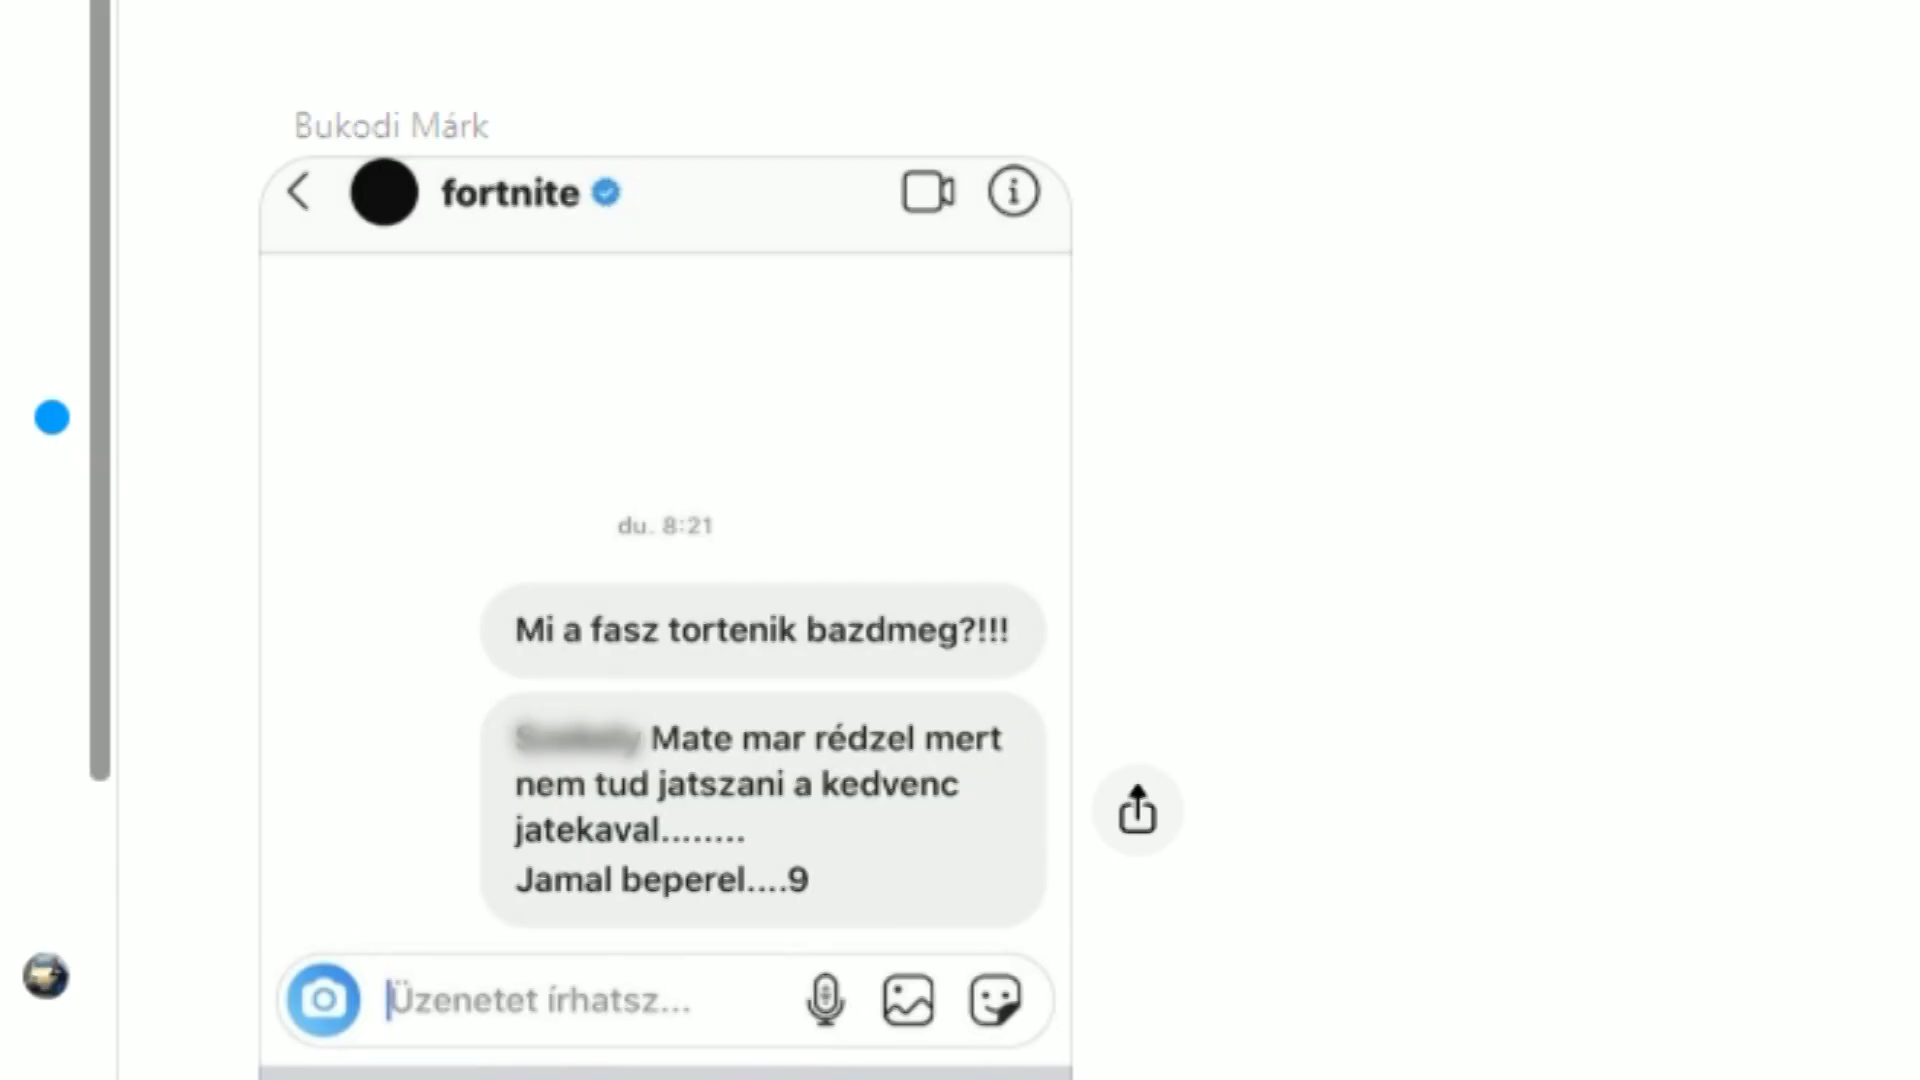 Bukodi Márk
fortnite
du. 8:21
Mi a fasz tortenik bazdmeg?!!!
Mate mar rédzel mert
nem tud jatszani a kedvenc
jatekaval........
Jamal beperel....9
Üzenetet írhatsz...